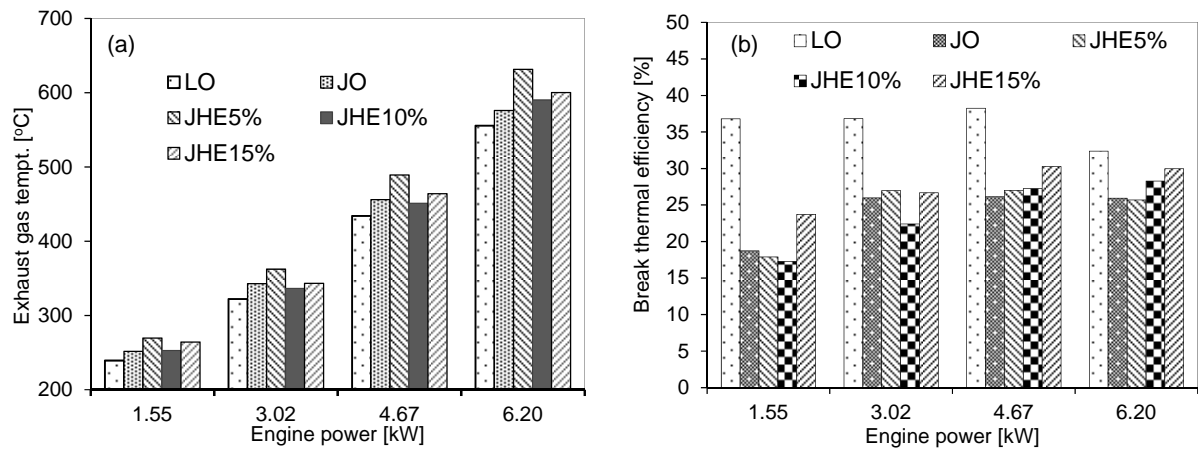 (a)
LO JO
JHE5% JHE10%
JHE15%
700
600
500
400
300
200
1.55 3.02 4.67 6.20
Engine power [kW]
Exhaust gas tempt. [°C]
(b)
LO JO JHE5%
JHE10% JHE15%
50
45
40
35
30
25
20
15
10
5
0
1.55 3.02 4.67 6.20
Engine power [kW]
Break thermal efficiency [%]